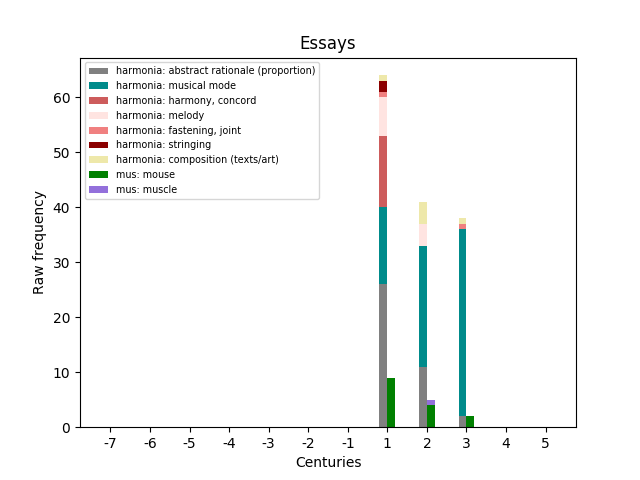 Essays
harmonia: abstract rationale (proportion)
harmonia: musical mode
harmonia: harmony, concord
harmonia: melody
harmonia: fastening, joint
harmonia: stringing
harmonia: composition (texts/art)
mus: mouse
mus: muscle
60
50
40
30
20
10
0
Raw frequency
-7 -6 -5 -4 -3 -2 -1 1 2 3 4 5
Centuries